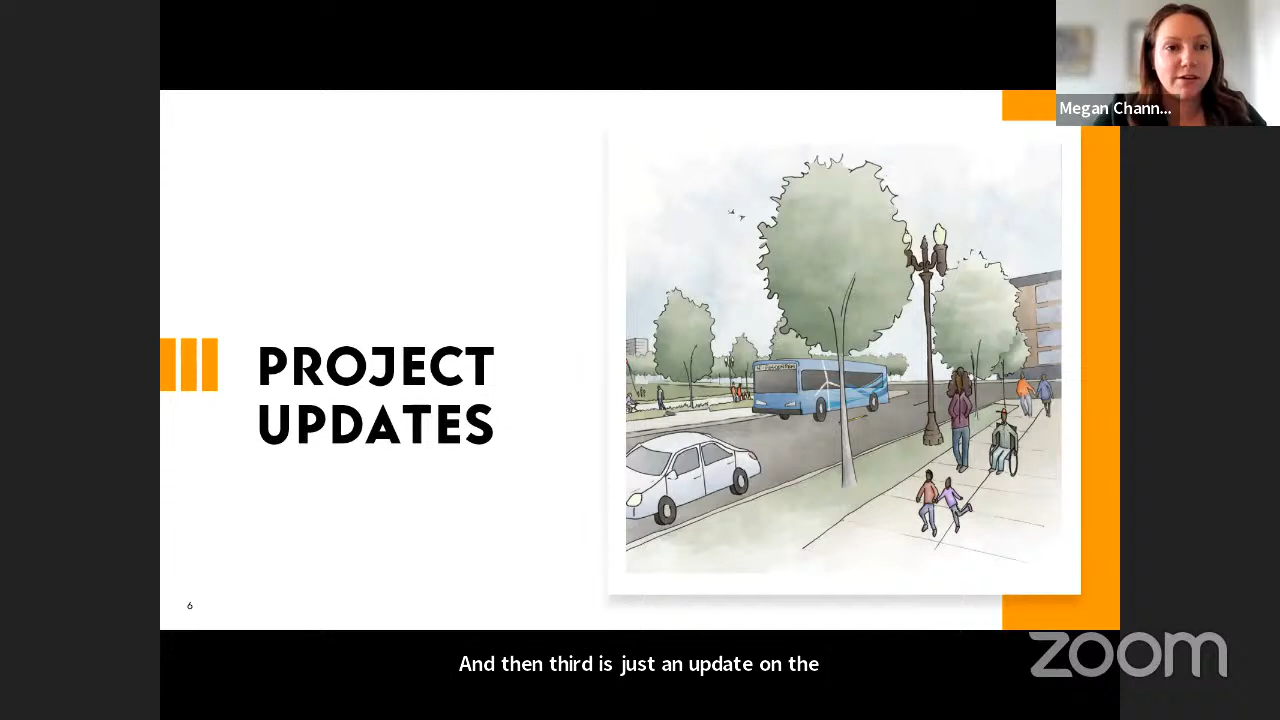 Megan Chann...
PROJECT
UPDATES
6
And then third is just an update on the
zoom